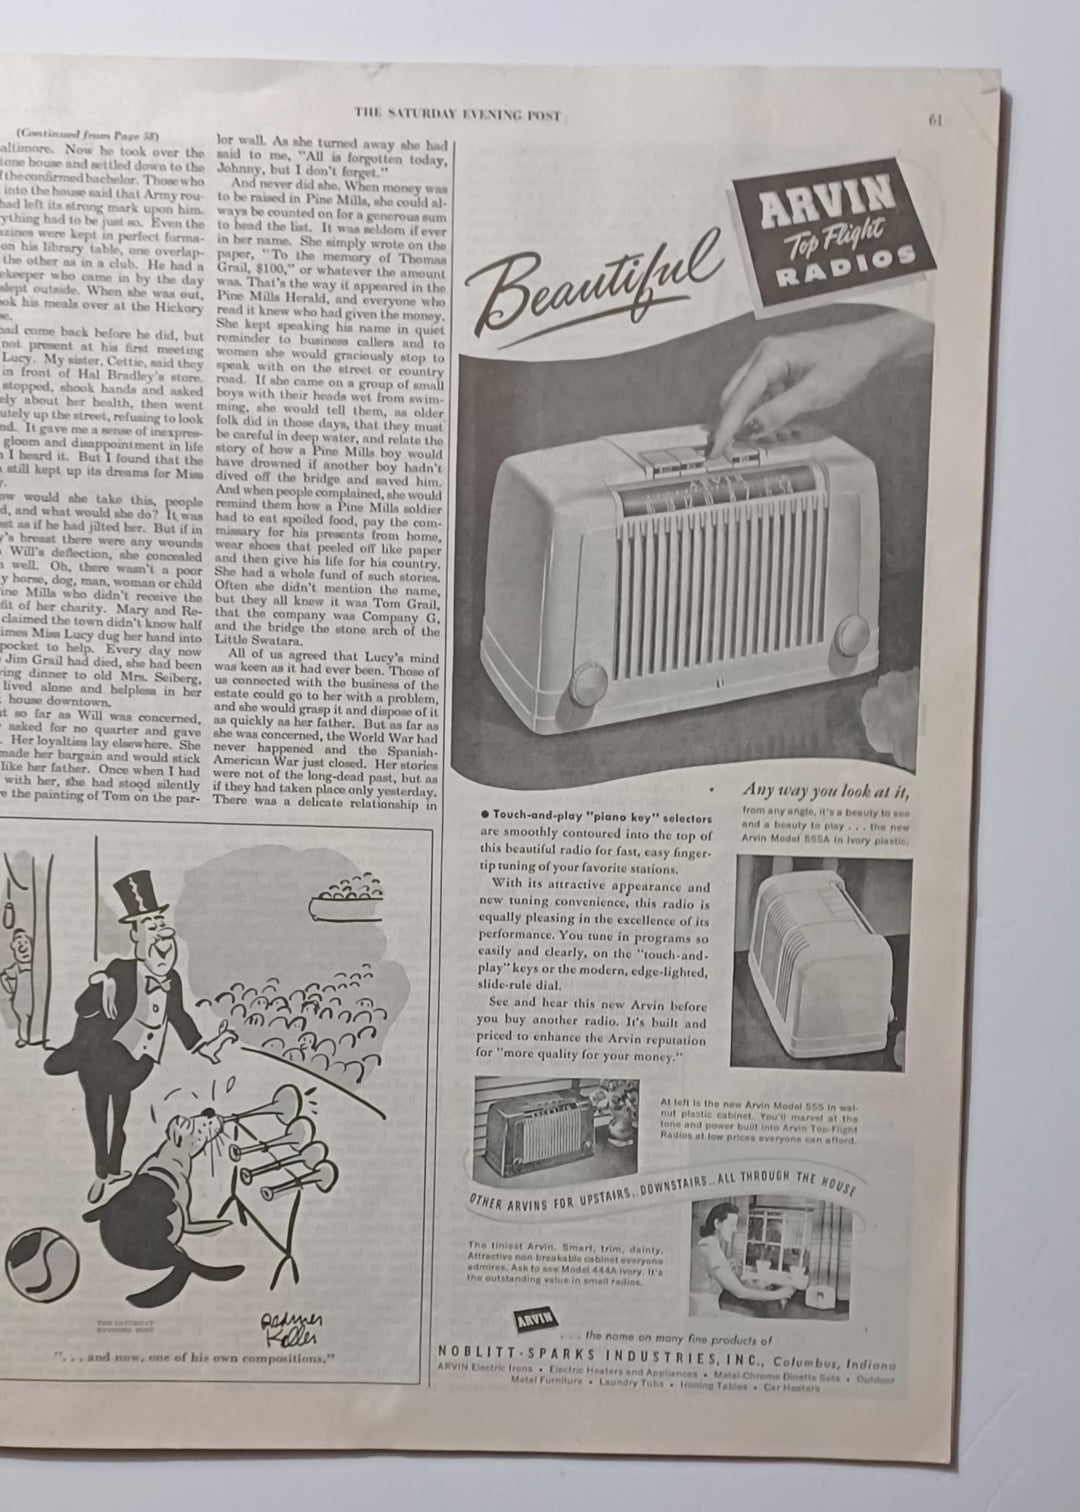 THE SATURDAY EVENING POST
61
(Continued from Page 58)
altimore. Now he took over the
tone house and settled down to the
f the confirmed bachelor. Those who
into the house said that Army rou-
had left its strong mark upon him.
rything had to be just so. Even the
azines were kept in perfect forma-
on his library table, one overlap-
the other as in a club. He had a
ekeeper who came in by the day
slept outside. When she was out,
ook his meals over at the Hickory
se.
had come back before he did, but
not present at his first meeting
Lucy. My sister, Cettie, said they
in front of Hal Bradley's store.
stopped, shook hands and asked
ely about her health, then went
utely up the street, refusing to look
nd. It gave me a sense of inexpres-
gloom and disappointment in life
I heard it. But I found that the
still kept up its dreams for Miss
y.
ow would she take this, people
d, and what would she do? It was
ost as if he had jilted her. But if in
y's breast there were any wounds
Will's deflection, she concealed
well. Oh, there wasn't a poor
y horse, dog, man, woman or child
ine Mills who didn't receive the
fit of her charity. Mary and Re-
claimed the town didn't know half
imes Miss Lucy dug her hand into
pocket to help. Every day now
Jim Grail had died, she had been
ring dinner to old Mrs. Seiberg,
lived alone and helpless in her
house downtown.
ut so far as Will was concerned,
asked for no quarter and gave
. Her loyalties lay elsewhere. She
made her bargain and would stick
like her father. Once when I had
with her, she had stood silently
e the painting of Tom on the par-
lor wall. As she turned away she had
said to me, "All is forgotten today,
Johnny, but I don't forget."
And never did she. When money was
to be raised in Pine Mills, she could al-
ways be counted on for a generous sum
to head the list. It was seldom if ever
in her name. She simply wrote on the
paper, "To the memory of Thomas
Grail, $100," or whatever the amount
was. That's the way it appeared in the
Pine Mills Herald, and everyone who
read it knew who had given the money.
She kept speaking his name in quiet
reminder to business callers and to
women she would graciously stop to
speak with on the street or country
road. If she came on a group of small
boys with their heads wet from swim-
ming, she would tell them, as older
folk did in those days, that they must
be careful in deep water, and relate the
story of how a Pine Mills boy would
have drowned if another boy hadn't
dived off the bridge and saved him.
And when people complained, she would
remind them how a Pine Mills soldier
had to eat spoiled food, pay the com-
missary for his presents from home,
wear shoes that peeled off like paper
and then give his life for his country.
She had a whole fund of such stories.
Often she didn't mention the name,
but they all knew it was Tom Grail,
that the company was Company G,
and the bridge the stone arch of the
Little Swatara.
All of us agreed that Lucy's mind
was keen as it had ever been. Those of
us connected with the business of the
estate could go to her with a problem,
and she would grasp it and dispose of it
as quickly as her father. But as far as
she was concerned, the World War had
never happened and the Spanish-
American War just closed. Her stories
were not of the long-dead past, but as
if they had taken place only yesterday.
There was a delicate relationship in
THE SATURDAY
EVENING POST
Radmer
Koller
". . . and now, one of his own compositions,"
Beautiful
ARVIN
Top Flight
RADIOS
ARVIN
Any way you look at it,
from any angle, it's a beauty to see
and a beauty to play . . . the new
Arvin Model 555A in ivory plastic.
● Touch-and-play "piano key" selectors
are smoothly contoured into the top of
this beautiful radio for fast, easy finger-
tip tuning of your favorite stations.
With its attractive appearance and
new tuning convenience, this radio is
equally pleasing in the excellence of its
performance. You tune in programs so
easily and clearly, on the "touch-and-
play" keys or the modern, edge-lighted,
slide-rule dial.
See and hear this new Arvin before
you buy another radio. It's built and
priced to enhance the Arvin reputation
for "more quality for your money."
At left is the new Arvin Model 555 in wal-
nut plastic cabinet. You'll marvel at the
tone and power built into Arvin Top-Flight
Radios at low prices everyone can afford.
OTHER ARVINS FOR UPSTAIRS..DOWNSTAIRS..ALL THROUGH THE HOUSE
The tiniest Arvin. Smart, trim, dainty.
Attractive non-breakable cabinet everyone
admires. Ask to see Model 444A Ivory. It's
the outstanding value in small radios.
ARVIN
. . . the name on many fine products of
NOBLITT-SPARKS INDUSTRIES, INC., Columbus, Indiana
ARVIN Electric Irons • Electric Heaters and Appliances • Metal-Chrome Dinette Sets • Outdoor
Metal Furniture • Laundry Tubs • Ironing Tables • Car Heaters